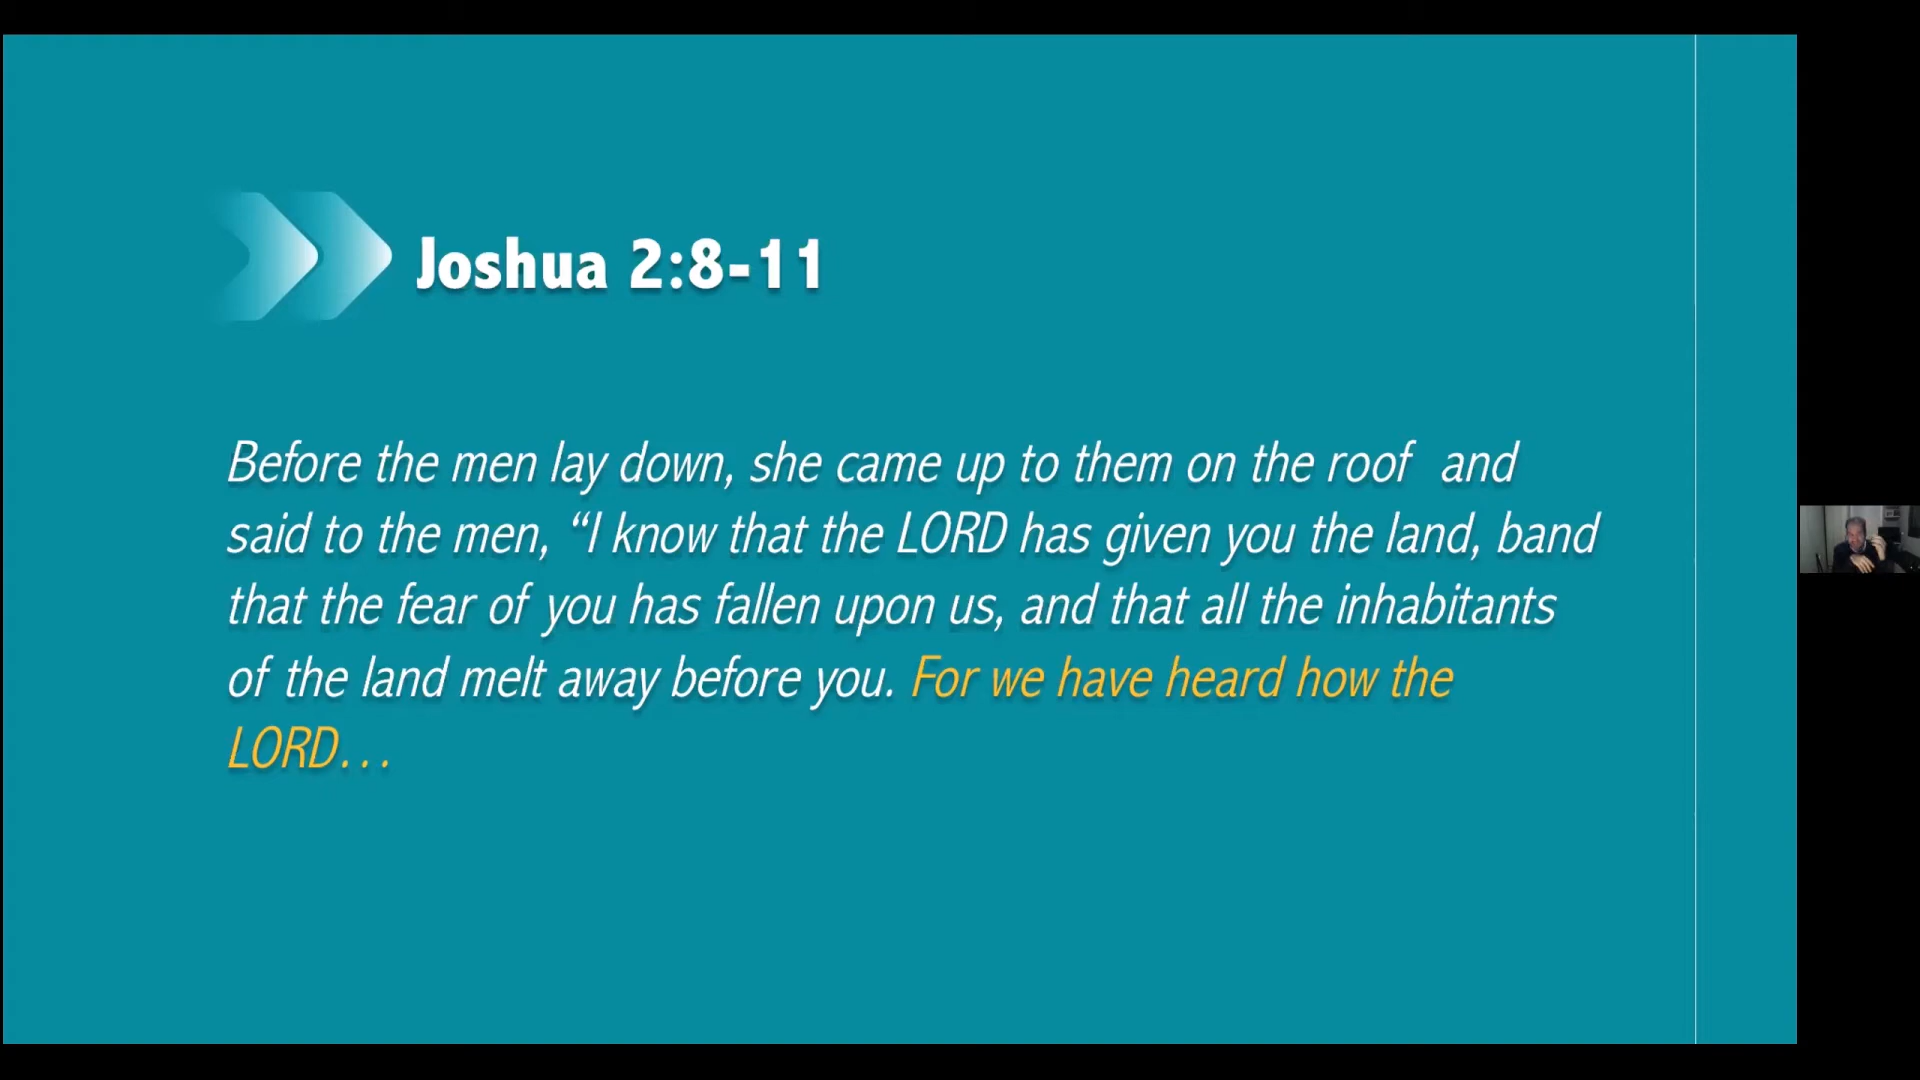 Joshua 2:8-11
Before the men lay down, she came up to them on the roof  and
said to the men, “I know that the LORD has given you the land, band
that the fear of you has fallen upon us, and that all the inhabitants
of the land melt away before you. For we have heard how the
LORD...